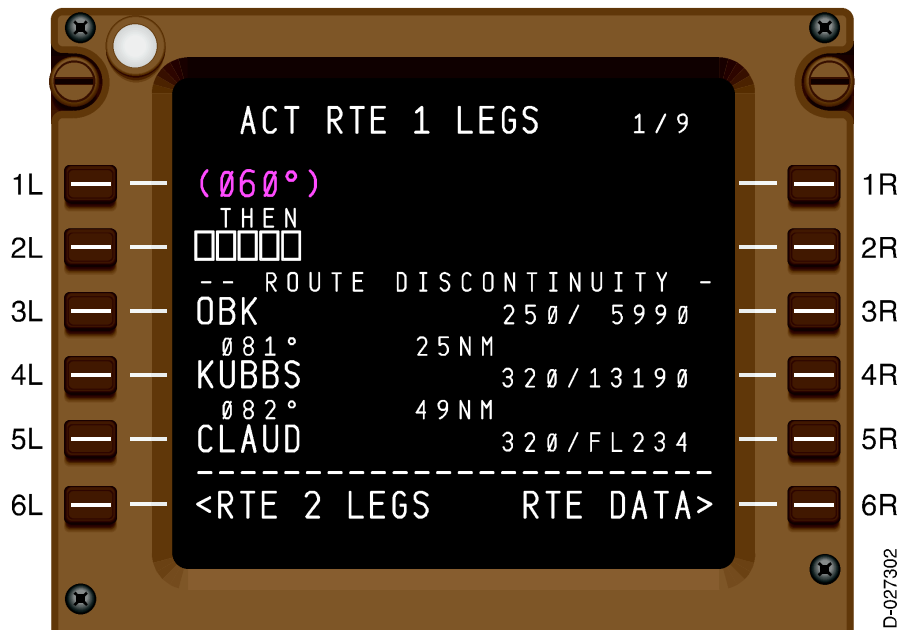 ACT RTE 1 LEGS 1/9
1L (Ø6Ø°) 1R
THEN
2L □□□□□ 2R
-- ROUTE DISCONTINUITY -
3L OBK 25Ø/ 599Ø 3R
Ø81° 25NM
4L KUBBS 32Ø/1319Ø 4R
Ø82° 49NM
5L CLAUD 32Ø/FL234 5R
------------------------
6L <RTE 2 LEGS RTE DATA> 6R
D-027302